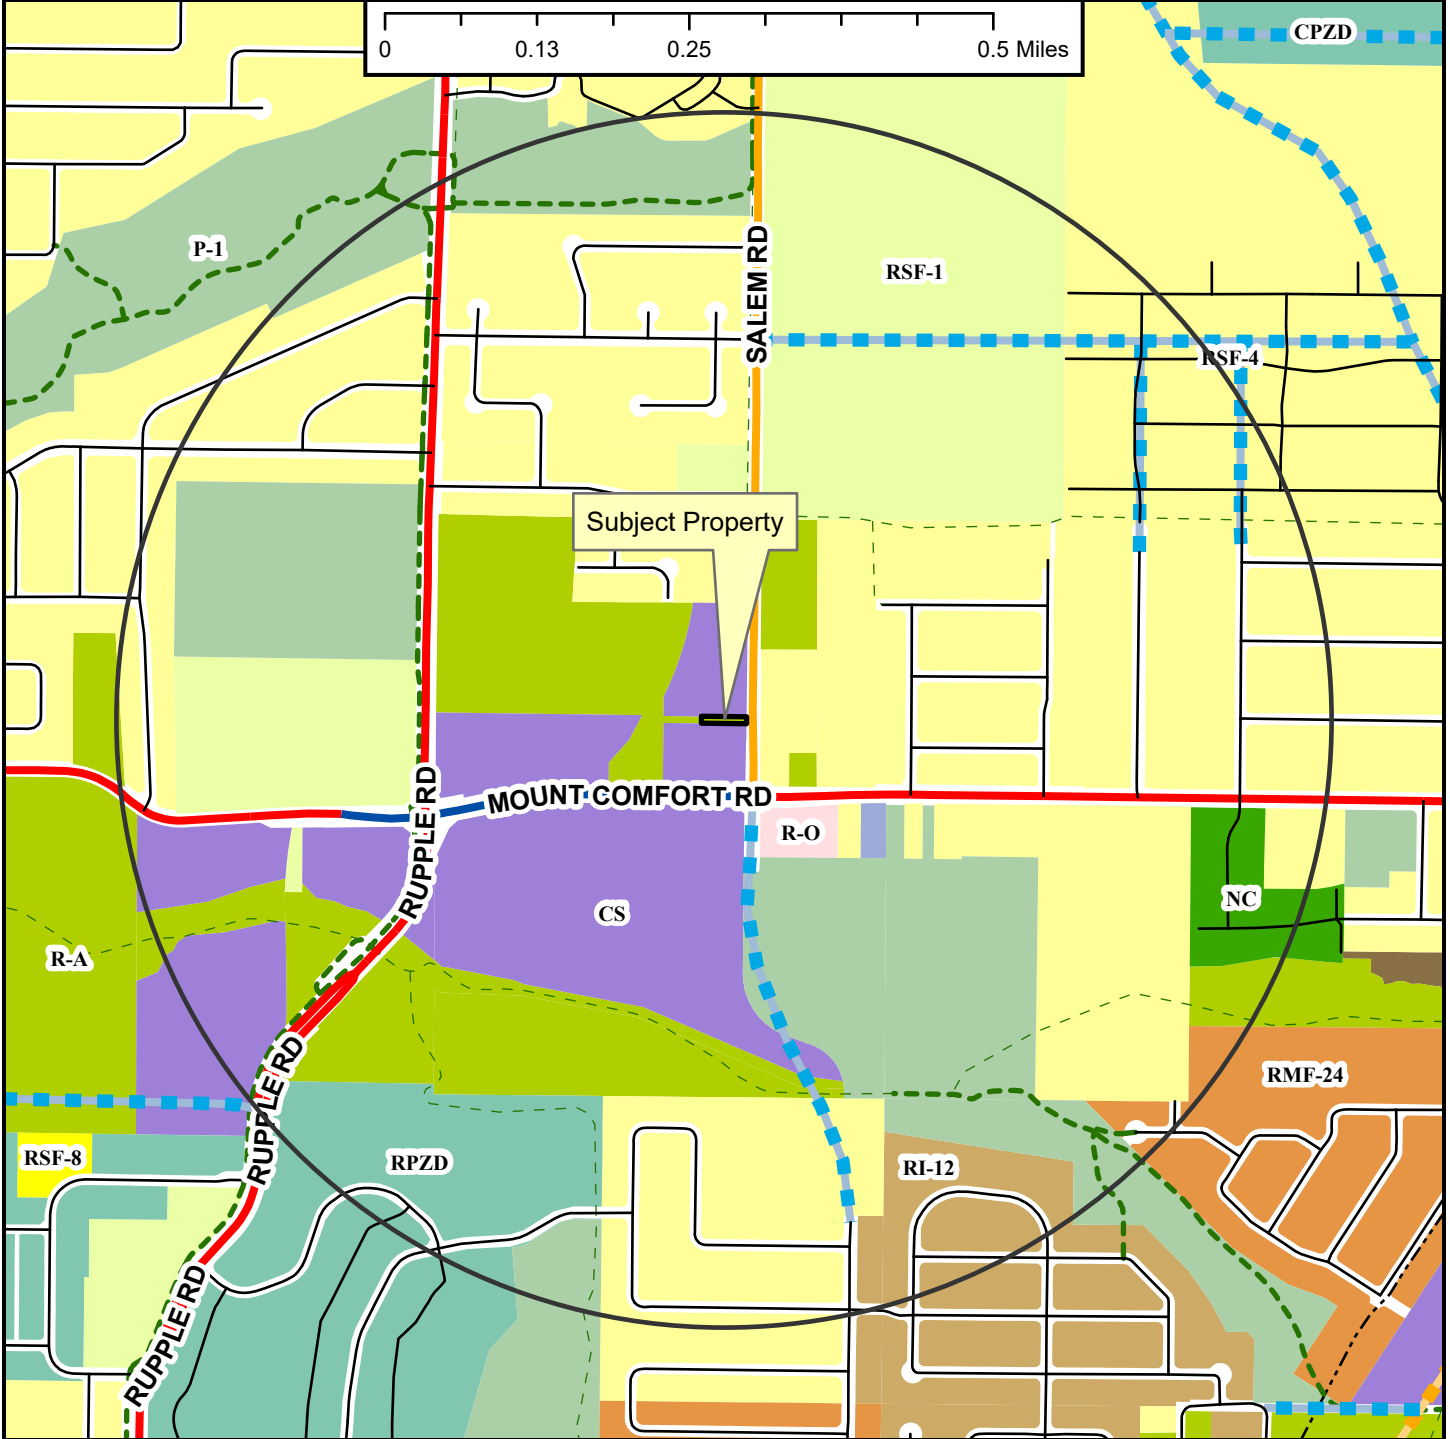 0 0.13 0.25 0.5 Miles
CPZD
P-1
SALEM RD
RSF-1
RSF-4
Subject Property
RUPPLE RD
MOUNT COMFORT RD
R-O
CS
NC
R-A
RUPPLE RD
RMF-24
RSF-8
RPZD
RI-12
RUPPLE RD